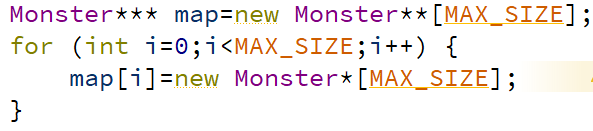 Monster*** map=new Monster**[MAX_SIZE];
for (int i=0;i<MAX_SIZE;i++) {
    map[i]=new Monster*[MAX_SIZE];
}